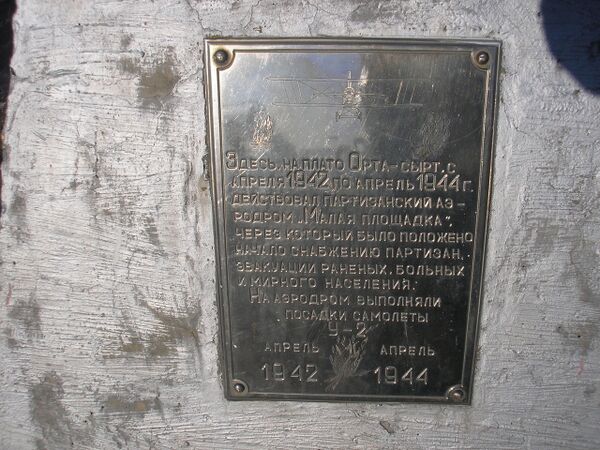 Здесь, на плато Орта-сырт, с
апреля 1942 по апрель 1944 г.
действовал партизанский аэ-
родром „Малая площадка“,
через который было положено
начало снабжению партизан,
эвакуации раненых, больных
и мирного населения.
На аэродром выполняли
посадки самолеты
У-2
апрель апрель
1942 1944